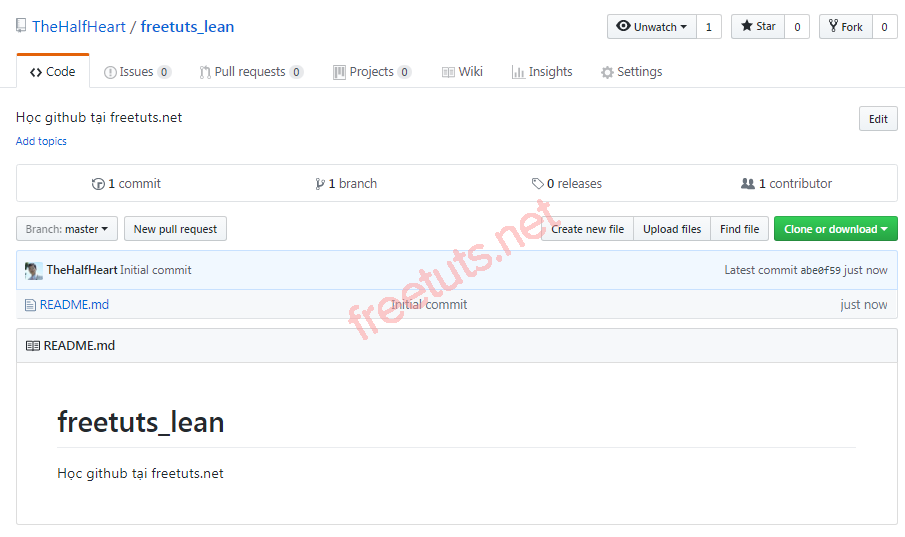 TheHalfHeart / freetuts_lean
Unwatch 1 Star 0 Fork 0
Code Issues 0 Pull requests 0 Projects 0 Wiki Insights Settings
Học github tại freetuts.net
Edit
Add topics
1 commit 1 branch 0 releases 1 contributor
Branch: master New pull request Create new file Upload files Find file Clone or download
TheHalfHeart Initial commit Latest commit abe0f59 just now
README.md Initial commit just now
freetuts.net
README.md
freetuts_lean
Học github tại freetuts.net